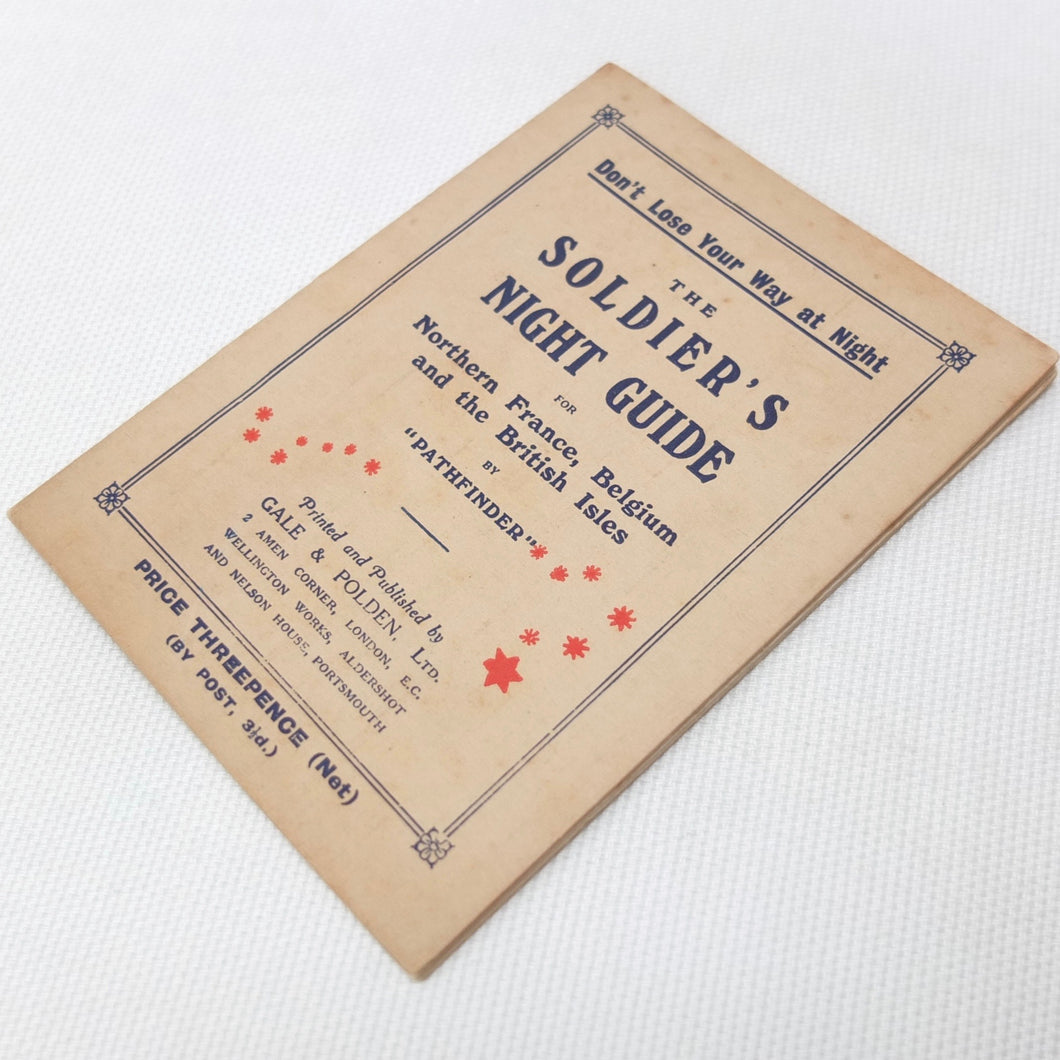 Don't Lose Your Way at Night
THE
SOLDIER'S
NIGHT GUIDE
FOR
Northern France, Belgium
and the British Isles
BY
"PATHFINDER"
Printed and Published by
GALE & POLDEN, LTD.
2 AMEN CORNER, LONDON, E.C.
WELLINGTON WORKS, ALDERSHOT
AND NELSON HOUSE, PORTSMOUTH
PRICE THREEPENCE (Net)
(BY POST, 3½d.)